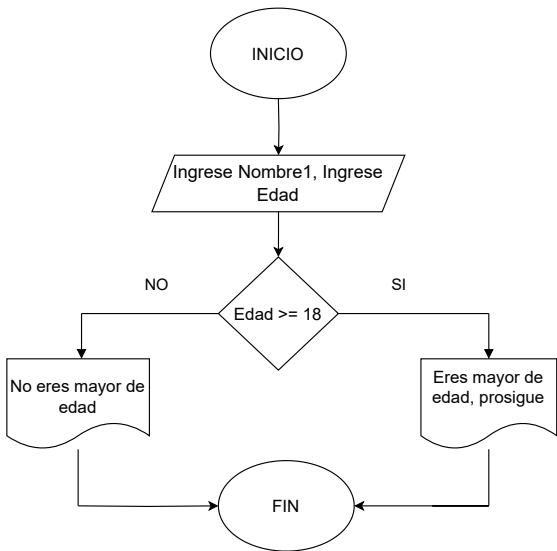 INICIO
Ingrese Nombre1, Ingrese
Edad
NO
SI
Edad >= 18
No eres mayor de
edad
Eres mayor de
edad, prosigue
FIN